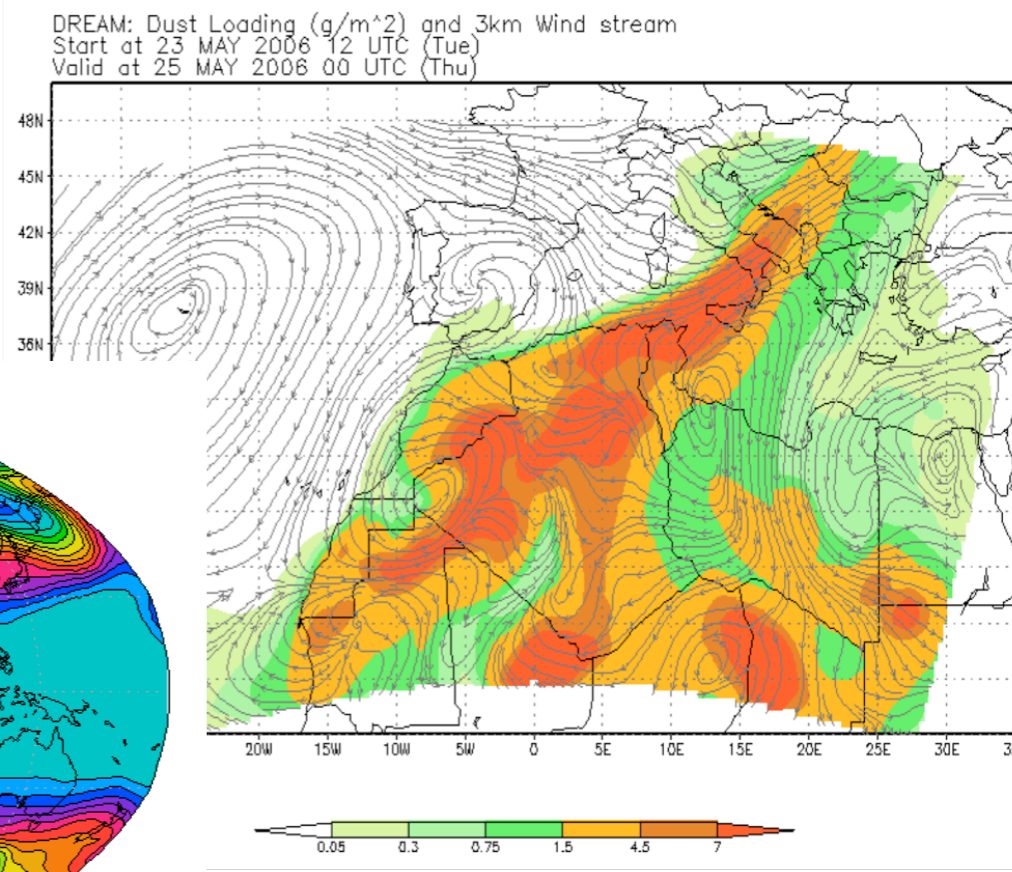 DREAM: Dust Loading (g/m^2) and 3km Wind stream
Start at 23 MAY 2006 12 UTC (Tue)
Valid at 25 MAY 2006 00 UTC (Thu)
48N
45N
42N
39N
36N
20W 15W 10W 5W 0 5E 10E 15E 20E 25E 30E
0.05 0.3 0.75 1.5 4.5 7